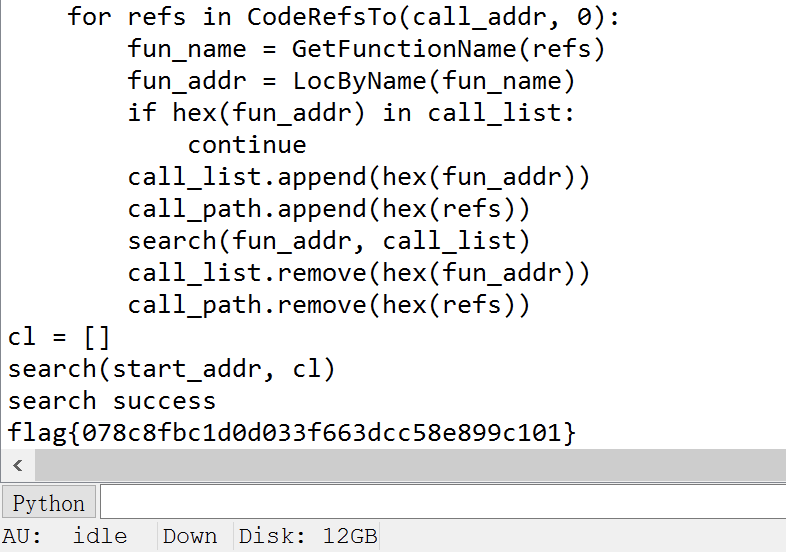 for refs in CodeRefsTo(call_addr, 0):
        fun_name = GetFunctionName(refs)
        fun_addr = LocByName(fun_name)
        if hex(fun_addr) in call_list:
            continue
        call_list.append(hex(fun_addr))
        call_path.append(hex(refs))
        search(fun_addr, call_list)
        call_list.remove(hex(fun_addr))
        call_path.remove(hex(refs))
cl = []
search(start_addr, cl)
search success
flag{078c8fbc1d0d033f663dcc58e899c101}
Python
AU: idle Down Disk: 12GB